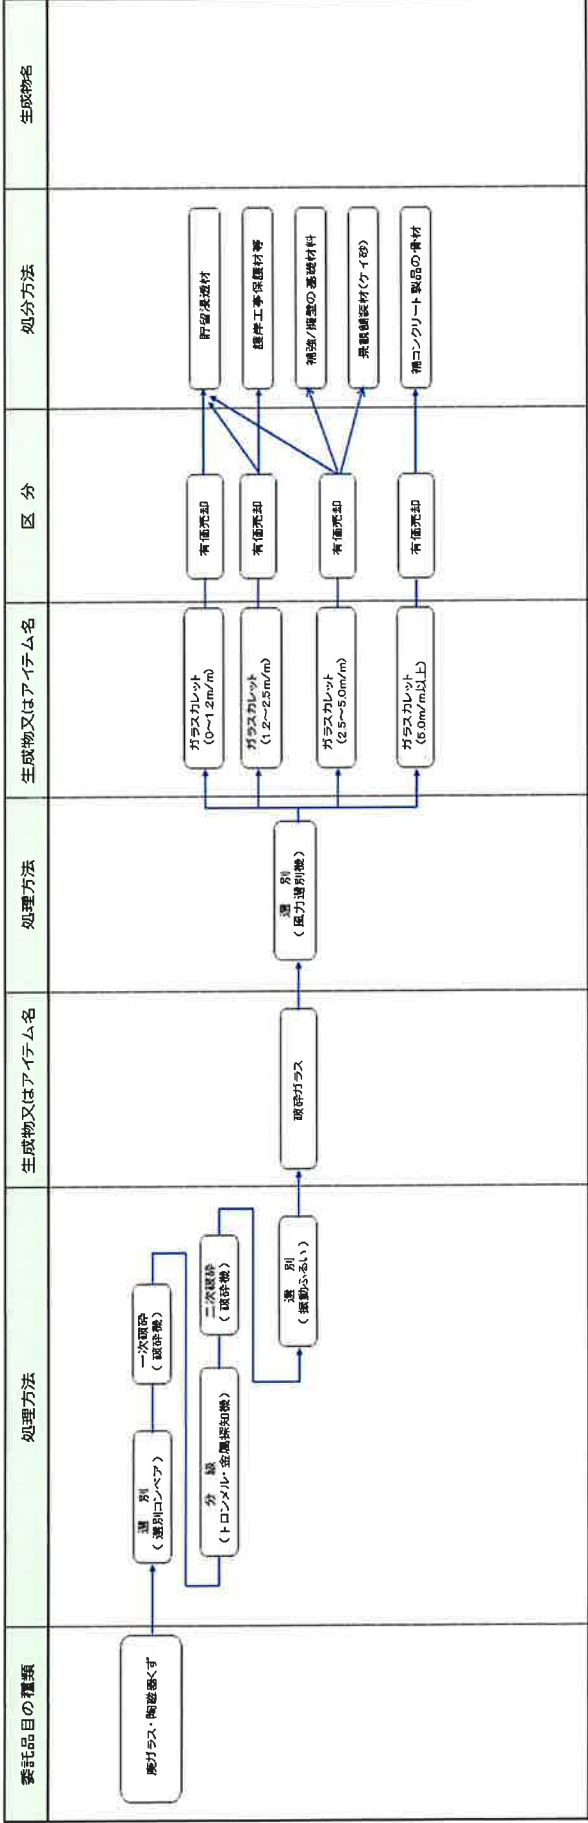 委託品目の種類
処理方法
生成物又はアイテム名
処理方法
生成物又はアイテム名
区　分
処分方法
生成物名
廃ガラス・陶磁器くず
選　別
（選別コンベア）
一次破砕
（破砕機）
分　級
（トロンメル・金属探知機）
二次破砕
（破砕機）
選　別
（振動ふるい）
破砕ガラス
選　別
（風力選別機）
ガラスカレット
（0～1.2m/m）
ガラスカレット
（1.2～2.5m/m）
ガラスカレット
（2.5～5.0m/m）
ガラスカレット
（5.0m/m以上）
有価売却
有価売却
有価売却
有価売却
貯留浸透材
護岸工事保護材等
補強/擁壁の基礎材料
景観舗装材（ケイ砂）
補コンクリート製品の骨材